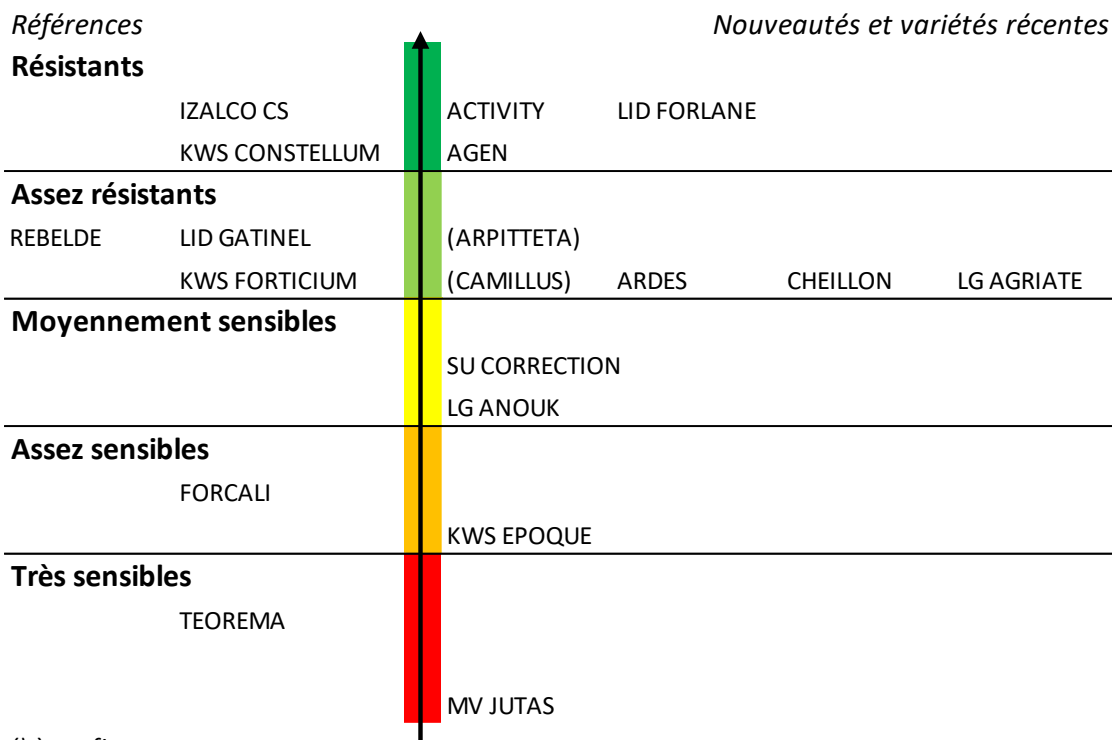 Références Nouveautés et variétés récentes
Résistants
IZALCO CS ACTIVITY LID FORLANE
KWS CONSTELLUM AGEN
Assez résistants
REBELDE LID GATINEL (ARPITTETA)
KWS FORTICIUM (CAMILLUS) ARDES CHEILLON LG AGRIATE
Moyennement sensibles
SU CORRECTION
LG ANOUK
Assez sensibles
FORCALI
KWS EPOQUE
Très sensibles
TEOREMA
MV JUTAS